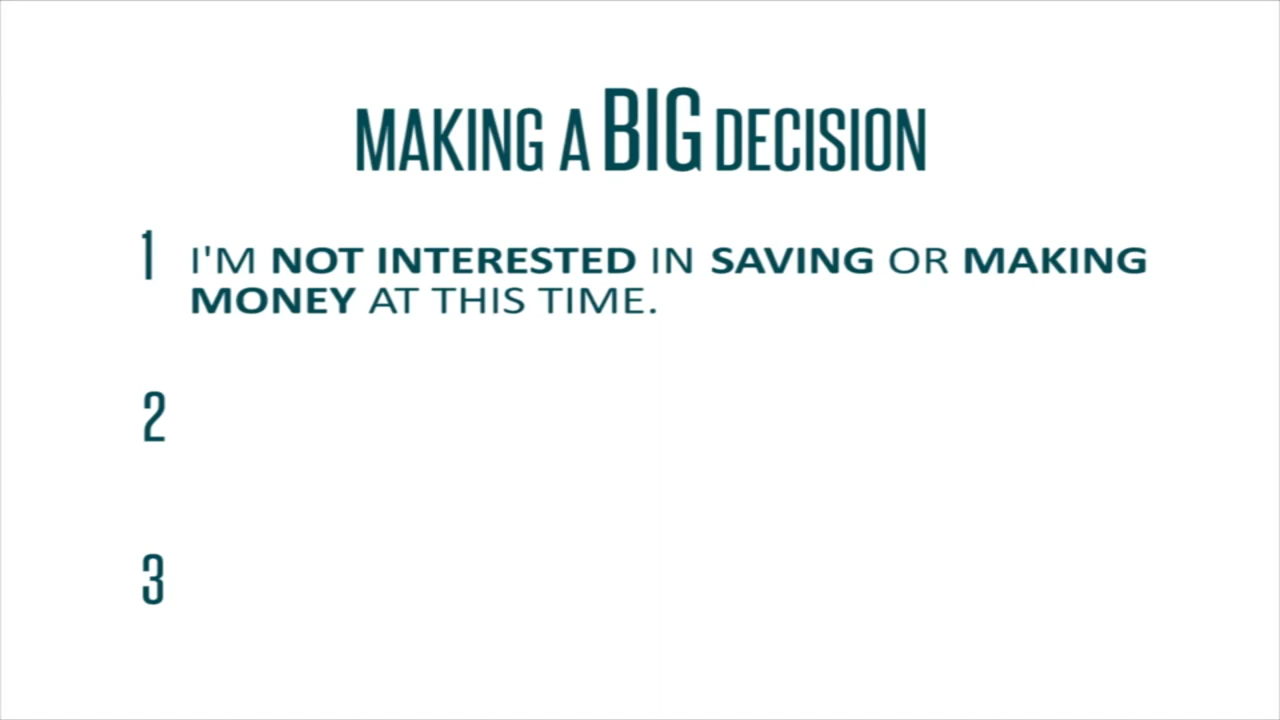 MAKING A BIG DECISION
1 I'M NOT INTERESTED IN SAVING OR MAKING
MONEY AT THIS TIME.
2
3